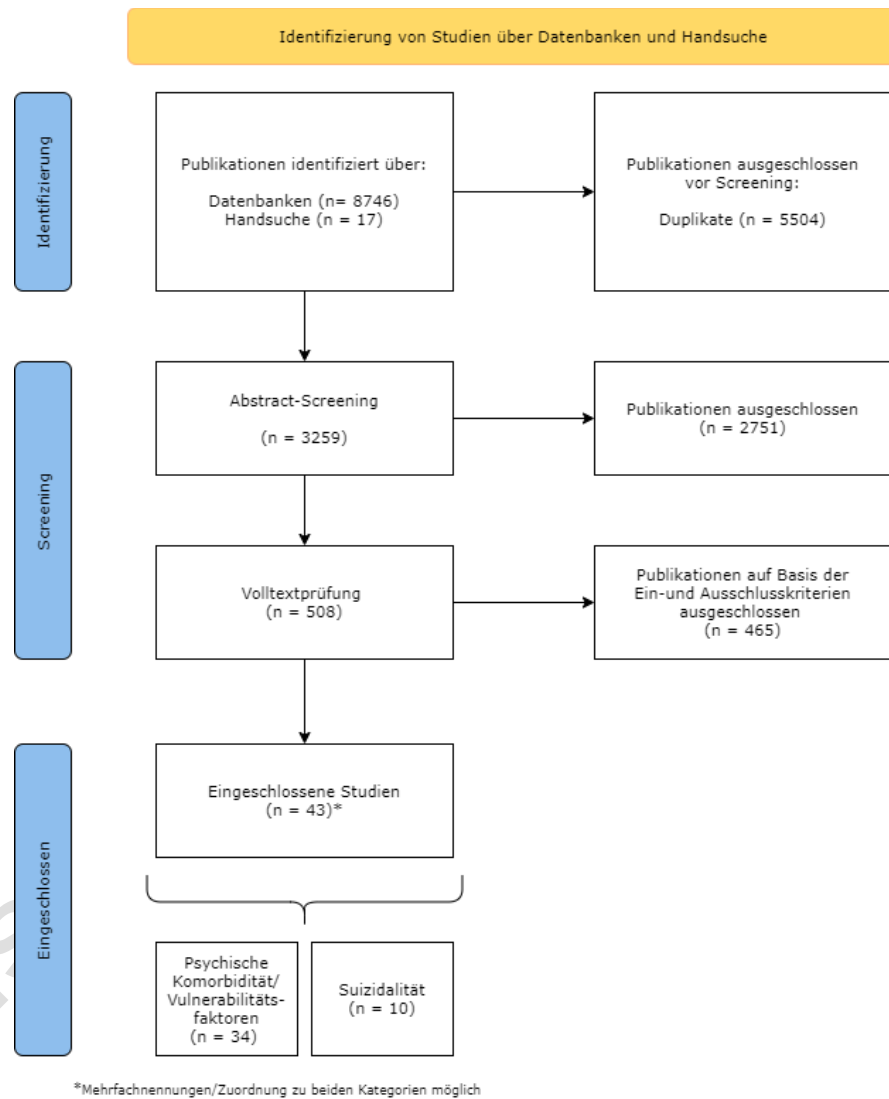 Identifizierung von Studien über Datenbanken und Handsuche
Identifizierung
Publikationen identifiziert über:
Datenbanken (n= 8746)
Handsuche (n = 17)
Publikationen ausgeschlossen
vor Screening:
Duplikate (n = 5504)
Screening
Abstract-Screening
(n = 3259)
Publikationen ausgeschlossen
(n = 2751)
Volltextprüfung
(n = 508)
Publikationen auf Basis der
Ein-und Ausschlusskriterien
ausgeschlossen
(n = 465)
Eingeschlossen
Eingeschlossene Studien
(n = 43)*
Psychische
Komorbidität/
Vulnerabilitäts-
faktoren
(n = 34)
Suizidalität
(n = 10)
*Mehrfachnennungen/Zuordnung zu beiden Kategorien möglich